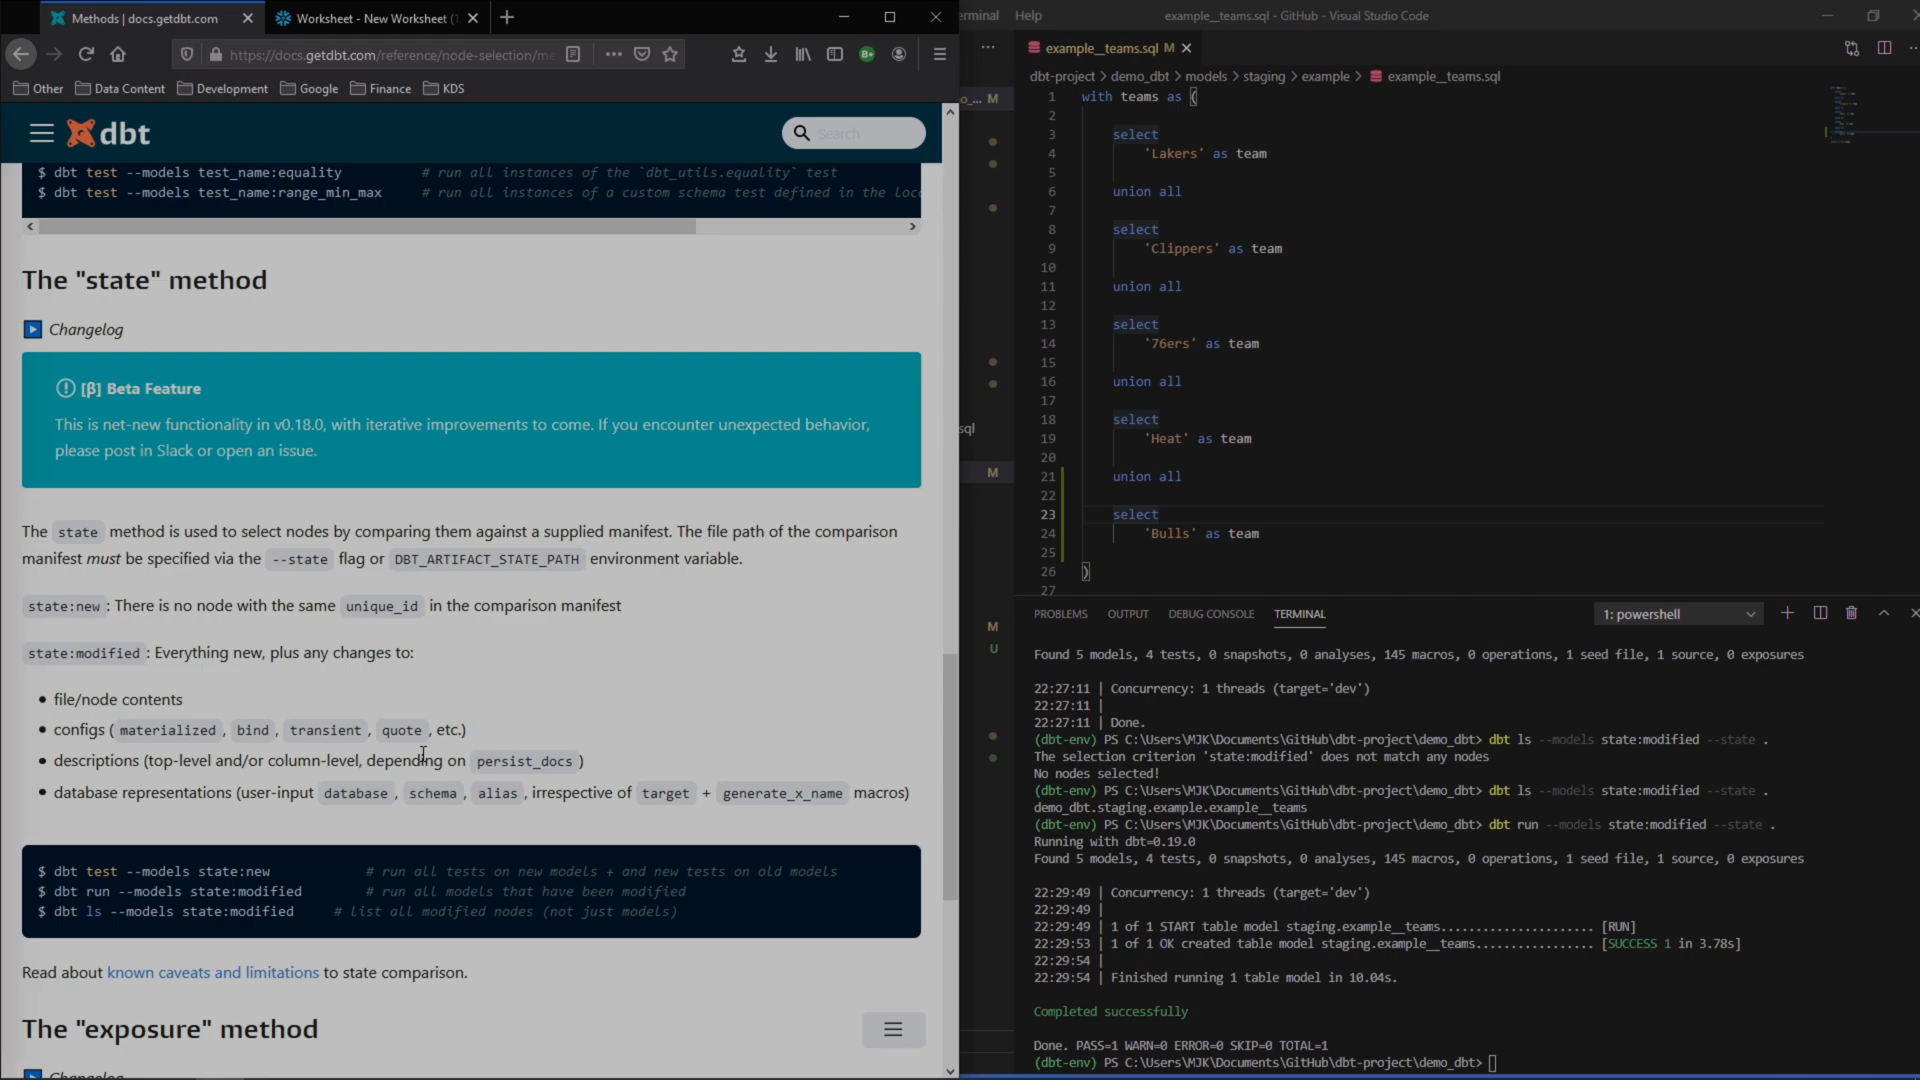 Methods | docs.getdbt.com
Worksheet - New Worksheet (1
https://docs.getdbt.com/reference/node-selection/me
Other
Data Content
Development
Google
Finance
KDS
dbt
Search
$ dbt test --models test_name:equality # run all instances of the `dbt_utils.equality` test
$ dbt test --models test_name:range_min_max # run all instances of a custom schema test defined in the loc
The "state" method
Changelog
[β] Beta Feature
This is net-new functionality in v0.18.0, with iterative improvements to come. If you encounter unexpected behavior,
please post in Slack or open an issue.
The state method is used to select nodes by comparing them against a supplied manifest. The file path of the comparison
manifest must be specified via the --state flag or DBT_ARTIFACT_STATE_PATH environment variable.
state:new : There is no node with the same unique_id in the comparison manifest
state:modified : Everything new, plus any changes to:
• file/node contents
• configs ( materialized , bind , transient , quote , etc.)
• descriptions (top-level and/or column-level, depending on persist_docs )
• database representations (user-input database , schema , alias , irrespective of target + generate_x_name macros)
$ dbt test --models state:new # run all tests on new models + and new tests on old models
$ dbt run --models state:modified # run all models that have been modified
$ dbt ls --models state:modified # list all modified nodes (not just models)
Read about known caveats and limitations to state comparison.
The "exposure" method
Changelog
erminal Help
example__teams.sql - GitHub - Visual Studio Code
example__teams.sql M
dbt-project > demo_dbt > models > staging > example > example__teams.sql
o_... M
sql
M
M
U
1 with teams as (
2
3 select
4 'Lakers' as team
5
6 union all
7
8 select
9 'Clippers' as team
10
11 union all
12
13 select
14 '76ers' as team
15
16 union all
17
18 select
19 'Heat' as team
20
21 union all
22
23 select
24 'Bulls' as team
25
26 )
27
PROBLEMS OUTPUT DEBUG CONSOLE TERMINAL
1: powershell
Found 5 models, 4 tests, 0 snapshots, 0 analyses, 145 macros, 0 operations, 1 seed file, 1 source, 0 exposures
22:27:11 | Concurrency: 1 threads (target='dev')
22:27:11 |
22:27:11 | Done.
(dbt-env) PS C:\Users\MJK\Documents\GitHub\dbt-project\demo_dbt> dbt ls --models state:modified --state .
The selection criterion 'state:modified' does not match any nodes
No nodes selected!
(dbt-env) PS C:\Users\MJK\Documents\GitHub\dbt-project\demo_dbt> dbt ls --models state:modified --state .
demo_dbt.staging.example.example__teams
(dbt-env) PS C:\Users\MJK\Documents\GitHub\dbt-project\demo_dbt> dbt run --models state:modified --state .
Running with dbt=0.19.0
Found 5 models, 4 tests, 0 snapshots, 0 analyses, 145 macros, 0 operations, 1 seed file, 1 source, 0 exposures
22:29:49 | Concurrency: 1 threads (target='dev')
22:29:49 |
22:29:49 | 1 of 1 START table model staging.example__teams...................... [RUN]
22:29:53 | 1 of 1 OK created table model staging.example__teams................. [SUCCESS 1 in 3.78s]
22:29:54 |
22:29:54 | Finished running 1 table model in 10.04s.
Completed successfully
Done. PASS=1 WARN=0 ERROR=0 SKIP=0 TOTAL=1
(dbt-env) PS C:\Users\MJK\Documents\GitHub\dbt-project\demo_dbt>